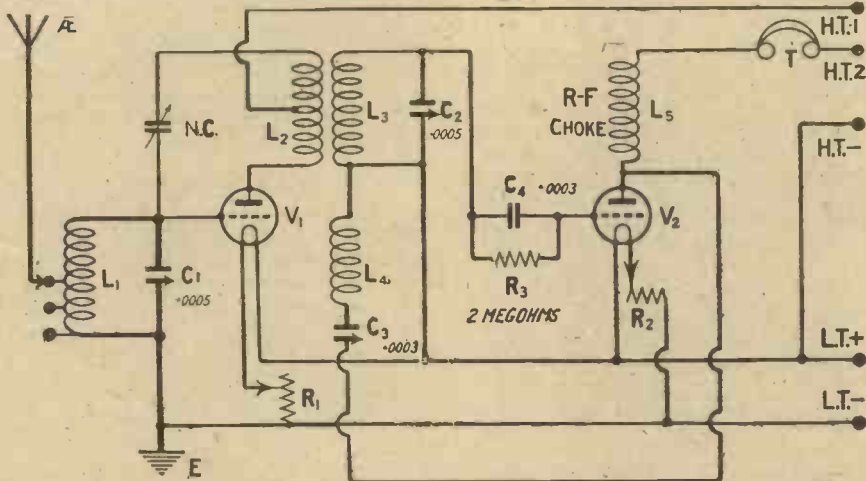 Æ
H.T.1
T
H.T.2
R-F
CHOKE
L5
N.C.
L2
L3
C2
.0005
H.T.-
C4 .0003
V1
V2
L1
C1
.0005
L4
R3
2 MEGOHMS
R2
C3
.0003
L.T.+
R1
L.T.-
E